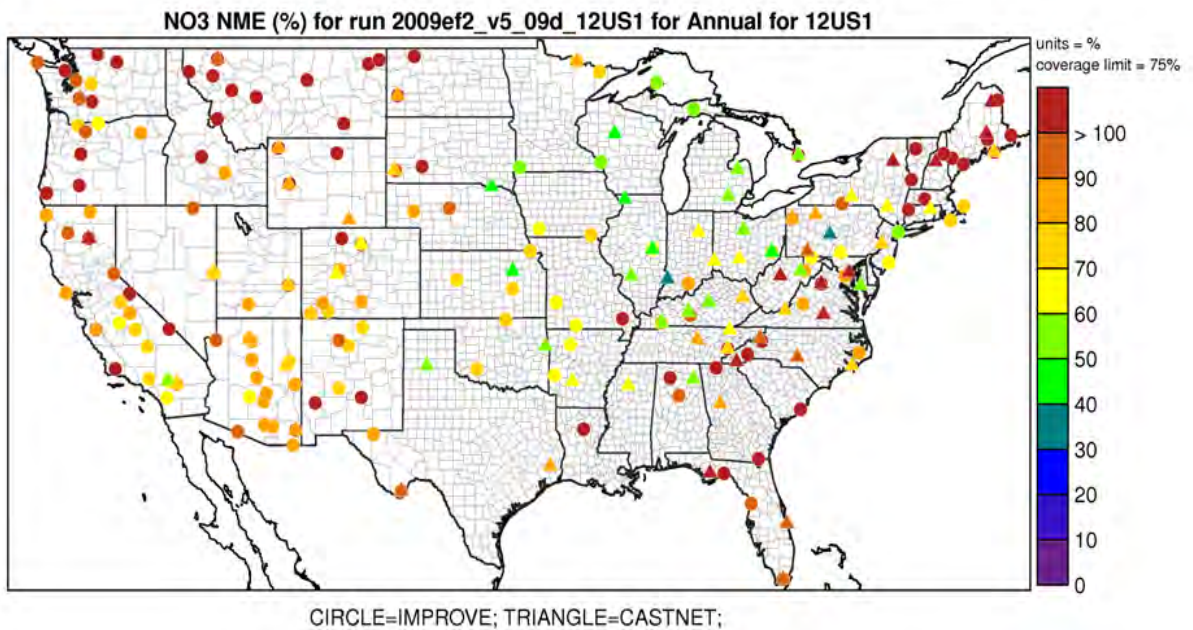 NO3 NME (%) for run 2009ef2_v5_09d_12US1 for Annual for 12US1
units = %
coverage limit = 75%
> 100
90
80
70
60
50
40
30
20
10
0
CIRCLE=IMPROVE; TRIANGLE=CASTNET;